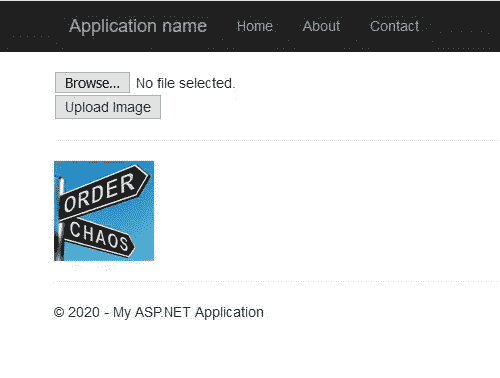 Application name Home About Contact
Browse... No file selected.
Upload Image
ORDER
CHAOS
© 2020 - My ASP.NET Application